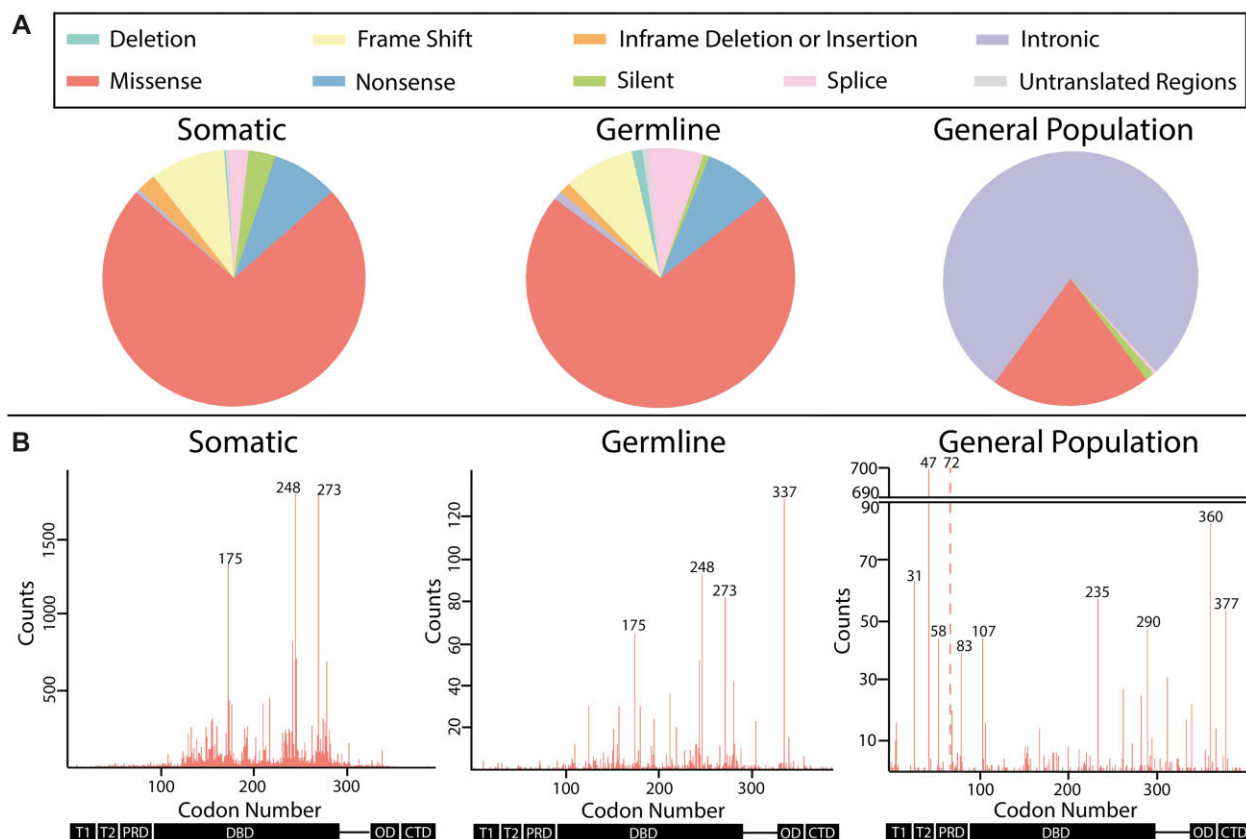 A
Deletion Frame Shift Inframe Deletion or Insertion Intronic
Missense Nonsense Silent Splice Untranslated Regions
Somatic Germline General Population
B
Somatic Germline General Population
Counts
1500
1000
500
175
248
273
100 200 300
Codon Number
T1 T2 PRD DBD OD CTD
Counts
120
100
80
60
40
20
175
248
273
337
100 200 300
Codon Number
T1 T2 PRD DBD OD CTD
Counts
700
690
90
70
50
30
10
47 72
31
58
83
107
235
290
360
377
100 200 300
Codon Number
T1 T2 PRD DBD OD CTD